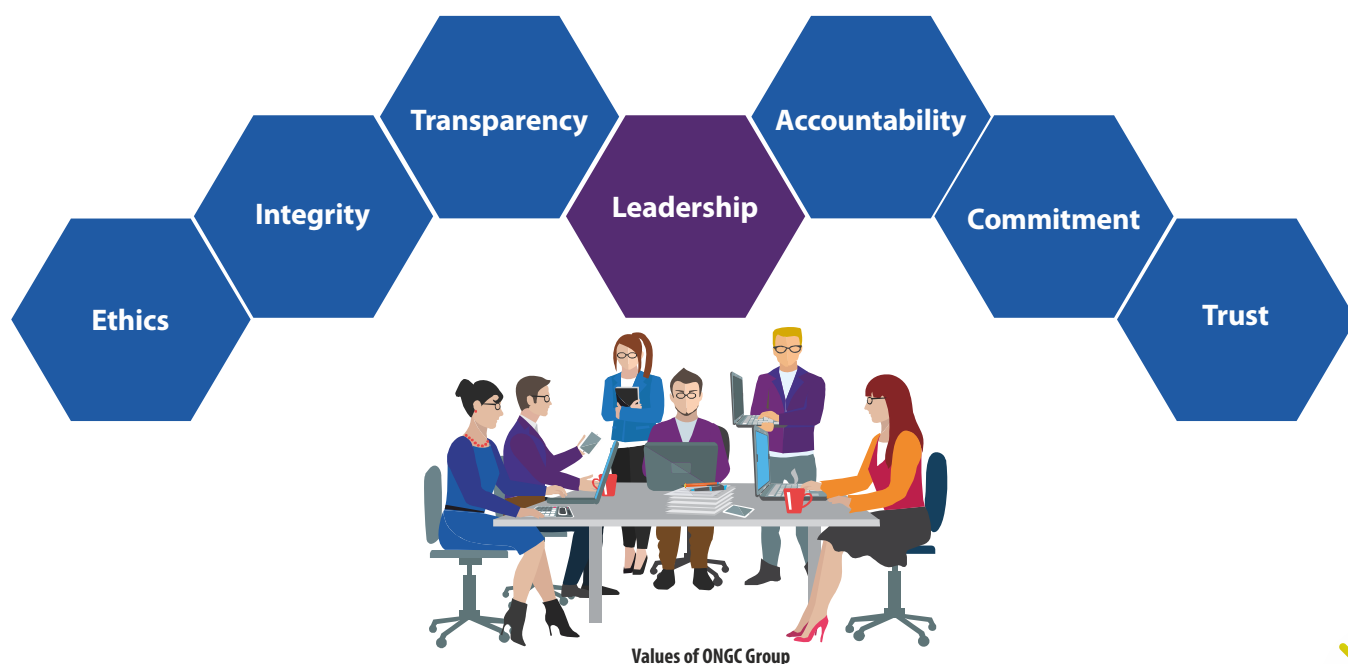 Ethics
Integrity
Transparency
Leadership
Accountability
Commitment
Trust
Values of ONGC Group